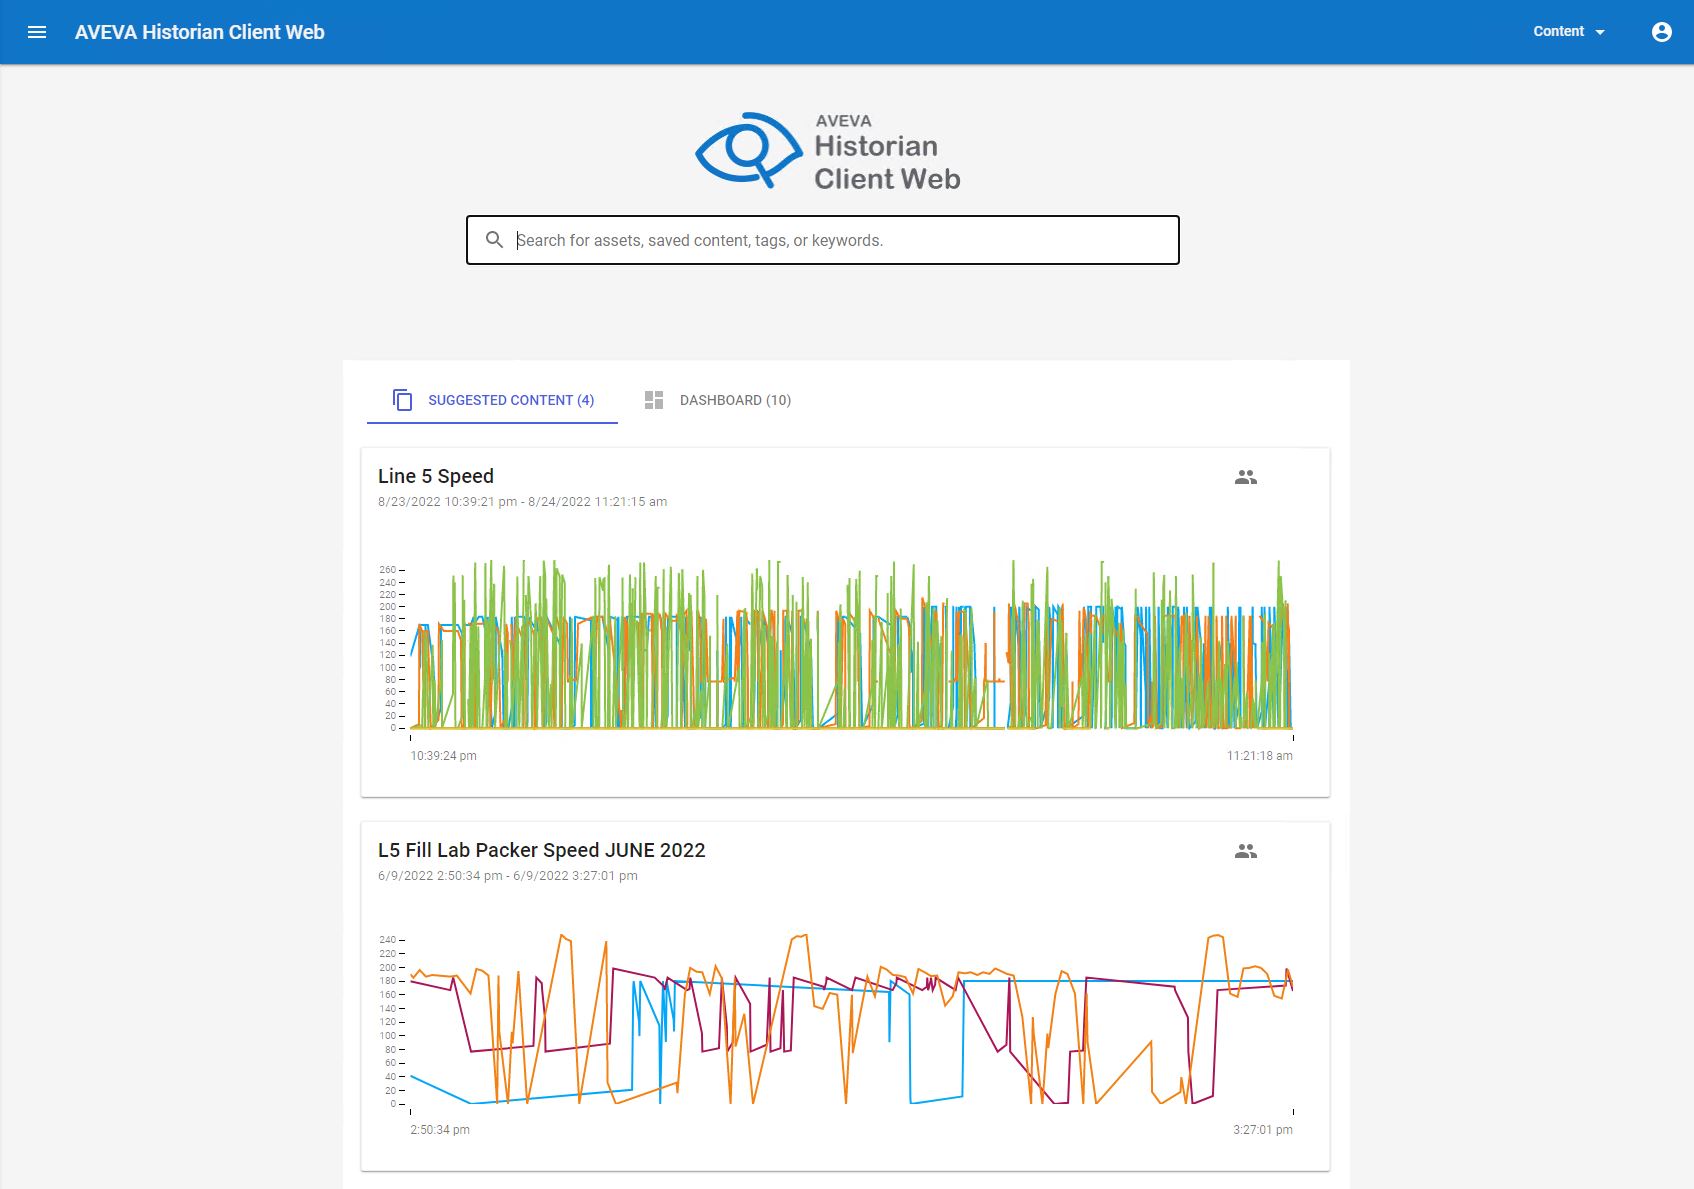 AVEVA Historian Client Web
Content
AVEVA
Historian
Client Web
Search for assets, saved content, tags, or keywords.
SUGGESTED CONTENT (4)
DASHBOARD (10)
Line 5 Speed
8/23/2022 10:39:21 pm - 8/24/2022 11:21:15 am
260
240
220
200
180
160
140
120
100
80
60
40
20
0
10:39:24 pm
11:21:18 am
L5 Fill Lab Packer Speed JUNE 2022
6/9/2022 2:50:34 pm - 6/9/2022 3:27:01 pm
240
220
200
180
160
140
120
100
80
60
40
20
0
2:50:34 pm
3:27:01 pm